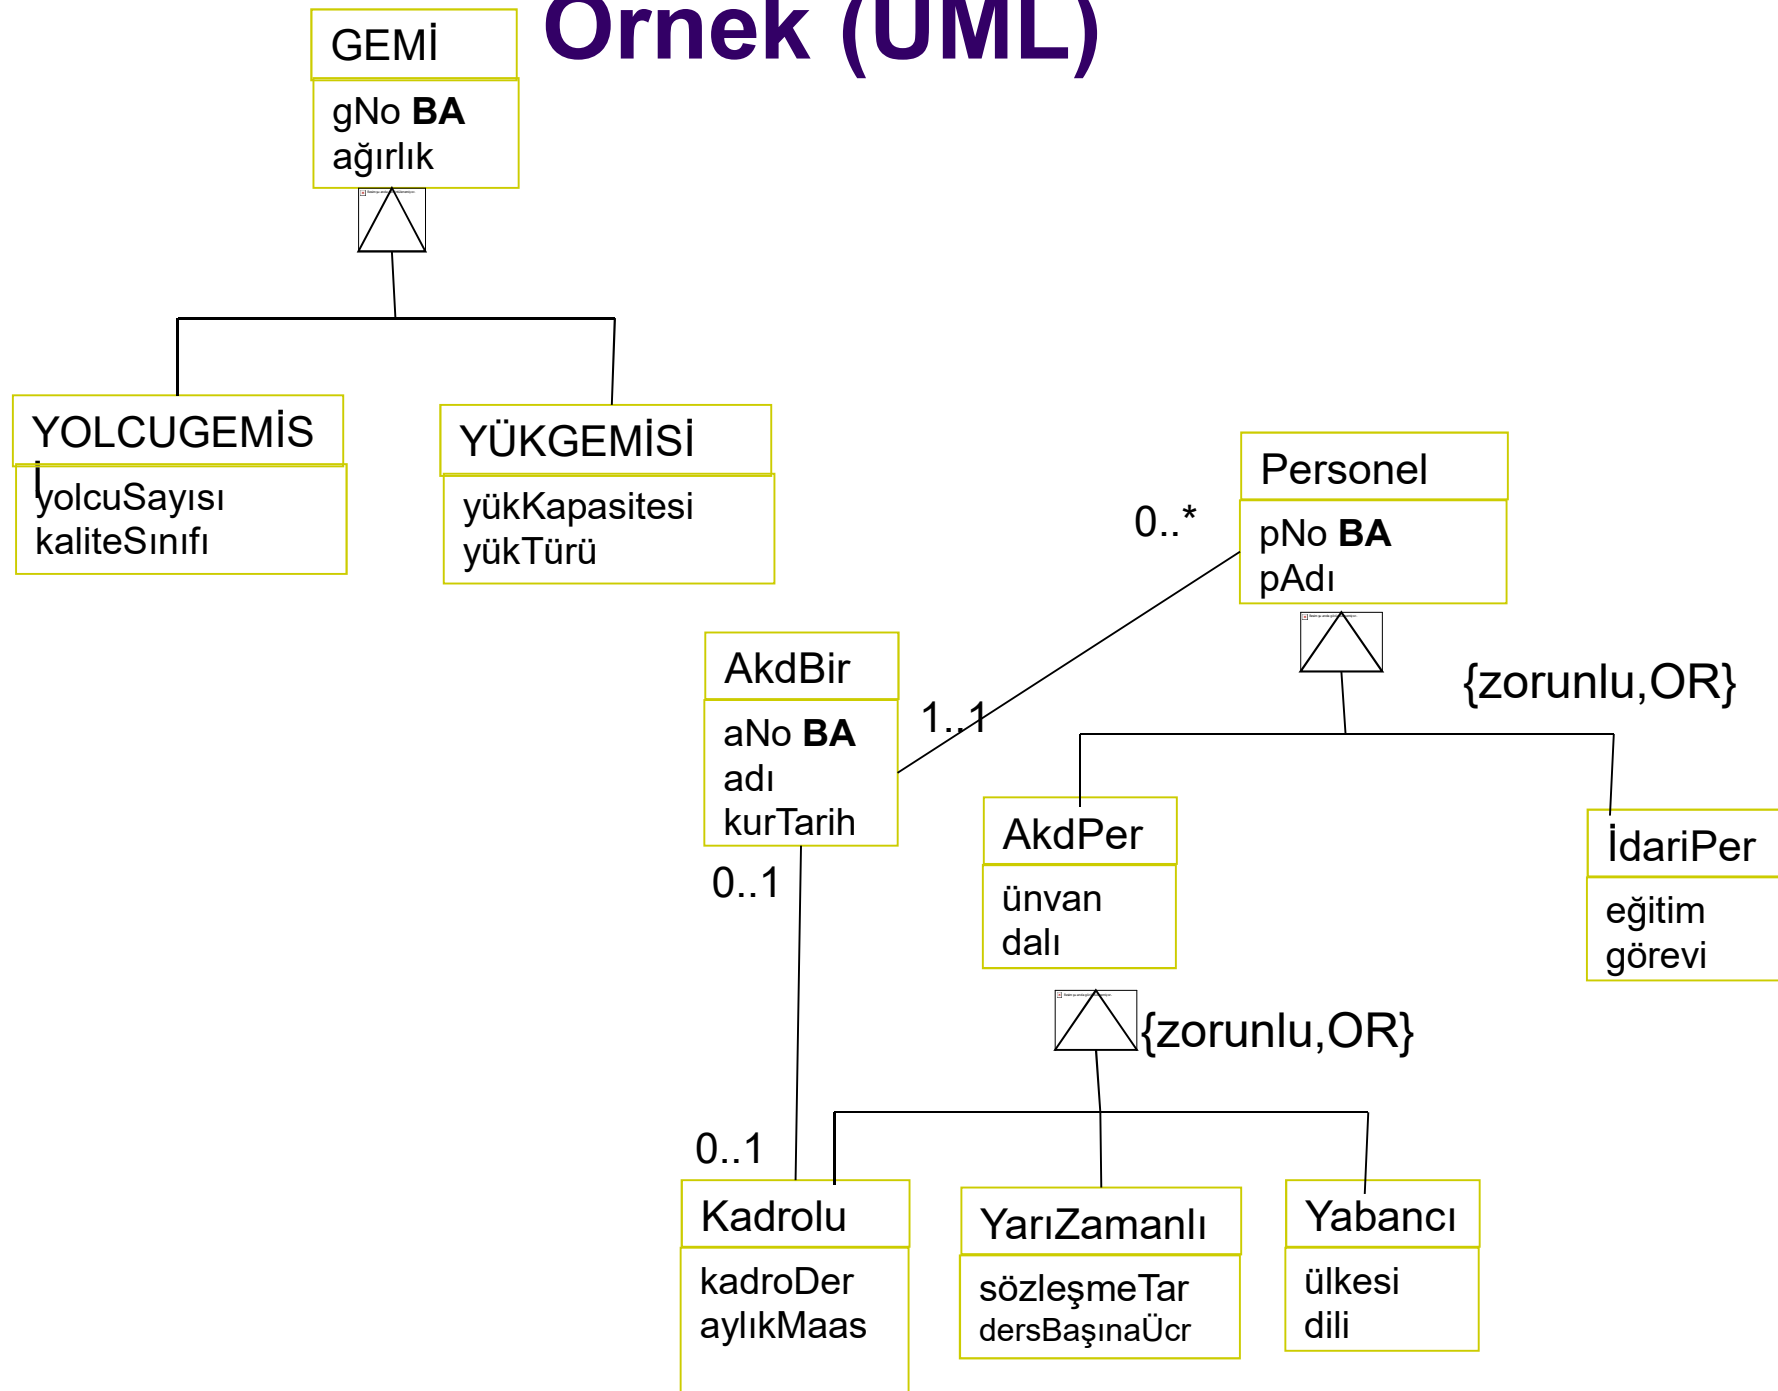 Örnek (UML)
GEMİ
gNo BA
ağırlık
YOLCUGEMİS
İ
yolcuSayısı
kaliteSınıfı
YÜKGEMİSİ
yükKapasitesi
yükTürü
Personel
pNo BA
pAdı
0..*
1..1
AkdBir
aNo BA
adı
kurTarih
0..1
{zorunlu,OR}
AkdPer
ünvan
dalı
İdariPer
eğitim
görevi
{zorunlu,OR}
0..1
Kadrolu
kadroDer
aylıkMaas
YarıZamanlı
sözleşmeTar
dersBaşınaÜcr
Yabancı
ülkesi
dili